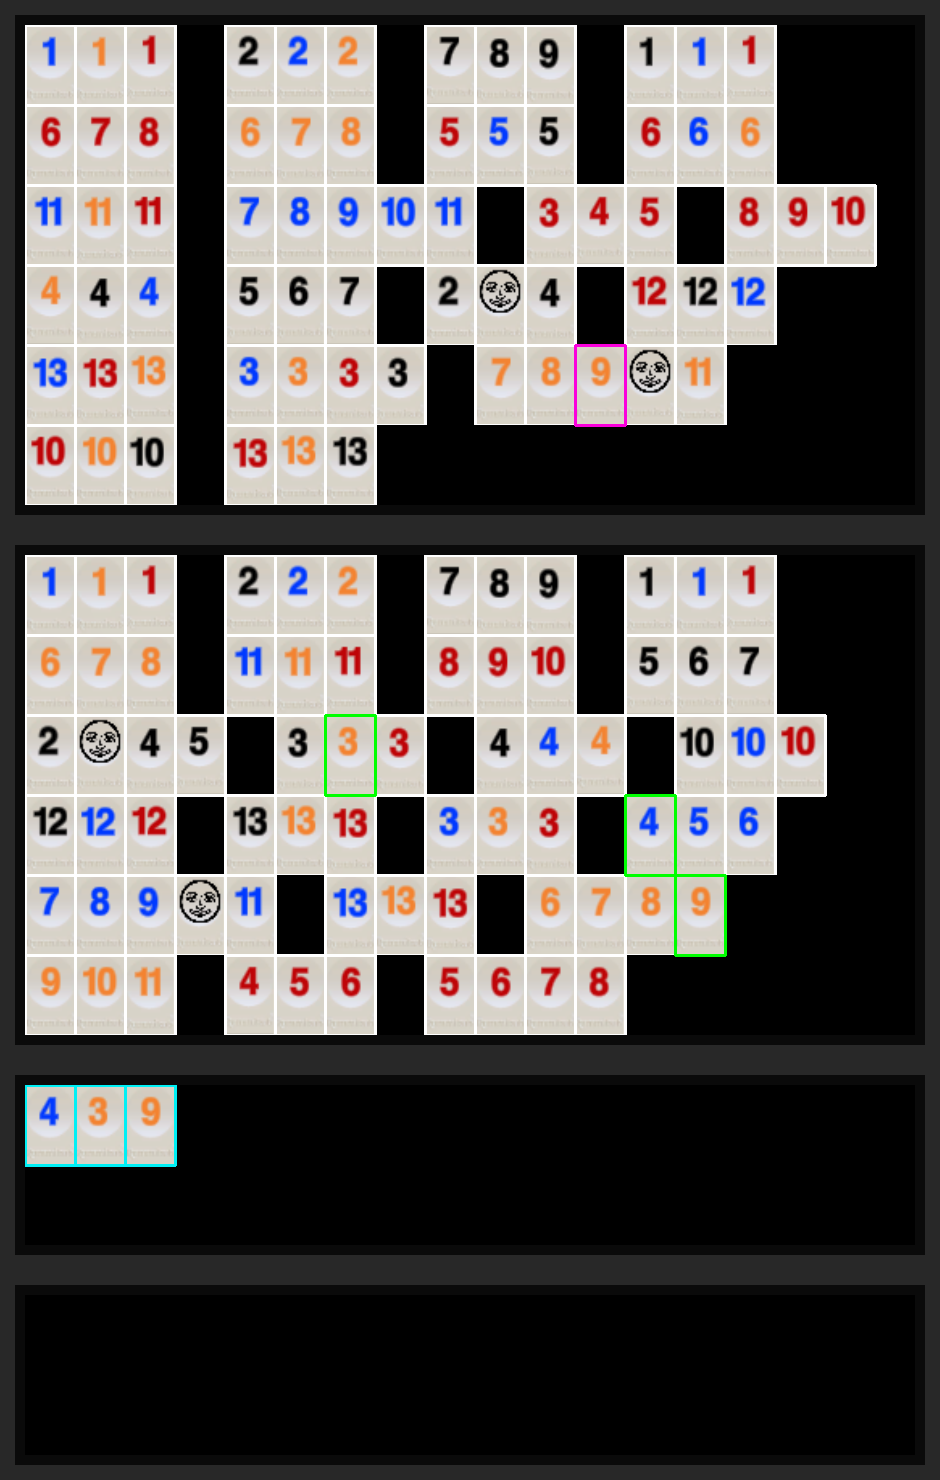 1 1 1 2 2 2 7 8 9 1 1 1
6 7 8 6 7 8 5 5 5 6 6 6
11 11 11 7 8 9 10 11 3 4 5 8 9 10
4 4 4 5 6 7 2 4 12 12 12
13 13 13 3 3 3 3 7 8 9 11
10 10 10 13 13 13
1 1 1 2 2 2 7 8 9 1 1 1
6 7 8 11 11 11 8 9 10 5 6 7
2 4 5 3 3 3 4 4 4 10 10 10
12 12 12 13 13 13 3 3 3 4 5 6
7 8 9 11 13 13 13 6 7 8 9
9 10 11 4 5 6 5 6 7 8
4 3 9